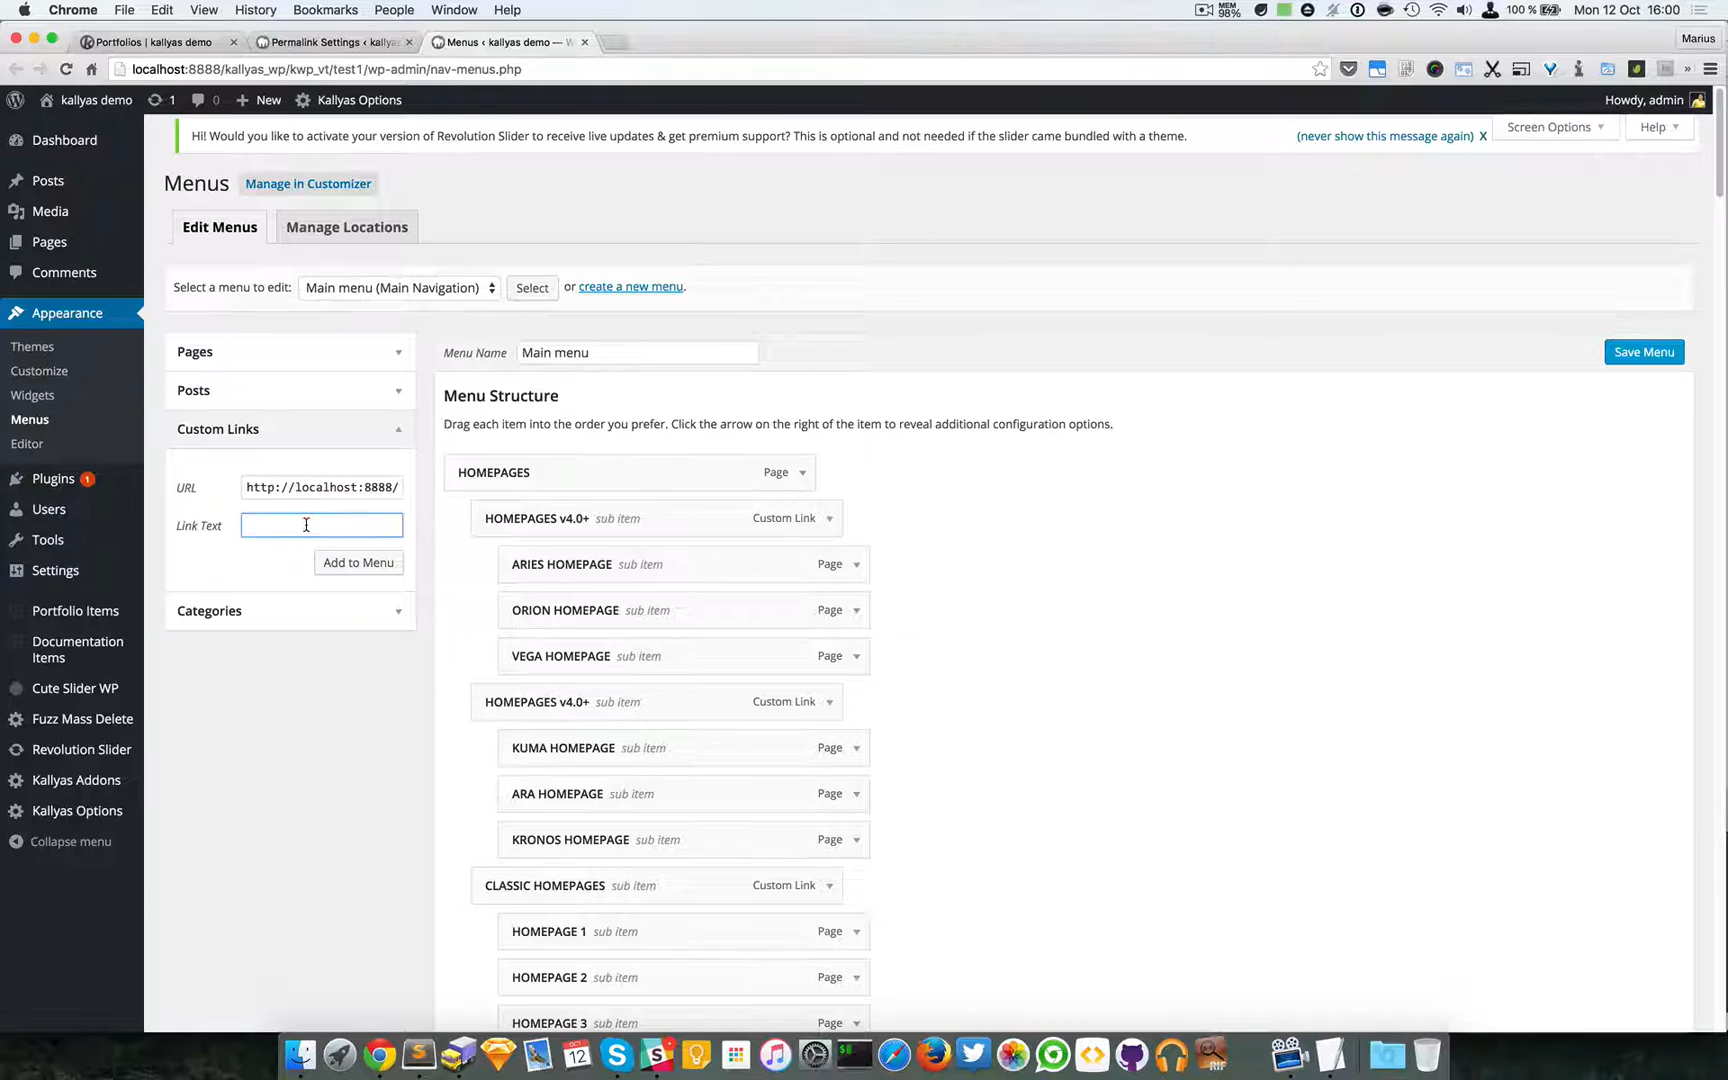 Chrome File Edit View History Bookmarks People Window Help MEM 98% 100 % Mon 12 Oct 16:00
Portfolios | kallyas demo Permalink Settings ‹ kallya Menus ‹ kallyas demo — Marius
localhost:8888/kallyas_wp/kwp_vt/test1/wp-admin/nav-menus.php
kallyas demo 1 0 New Kallyas Options Howdy, admin
Hi! Would you like to activate your version of Revolution Slider to receive live updates & get premium support? This is optional and not needed if the slider came bundled with a theme. (never show this message again) X Screen Options Help
Dashboard
Posts
Media
Pages
Comments
Appearance
Themes
Customize
Widgets
Menus
Editor
Plugins 1
Users
Tools
Settings
Portfolio Items
Documentation
Items
Cute Slider WP
Fuzz Mass Delete
Revolution Slider
Kallyas Addons
Kallyas Options
Collapse menu
Menus Manage in Customizer
Edit Menus Manage Locations
Select a menu to edit: Main menu (Main Navigation) Select or create a new menu.
Pages
Posts
Custom Links
URL http://localhost:8888/
Link Text
Add to Menu
Categories
Menu Name Main menu Save Menu
Menu Structure
Drag each item into the order you prefer. Click the arrow on the right of the item to reveal additional configuration options.
HOMEPAGES Page
HOMEPAGES v4.0+ sub item Custom Link
ARIES HOMEPAGE sub item Page
ORION HOMEPAGE sub item Page
VEGA HOMEPAGE sub item Page
HOMEPAGES v4.0+ sub item Custom Link
KUMA HOMEPAGE sub item Page
ARA HOMEPAGE sub item Page
KRONOS HOMEPAGE sub item Page
CLASSIC HOMEPAGES sub item Custom Link
HOMEPAGE 1 sub item Page
HOMEPAGE 2 sub item Page
HOMEPAGE 3 sub item Page
OCT
12
RIF